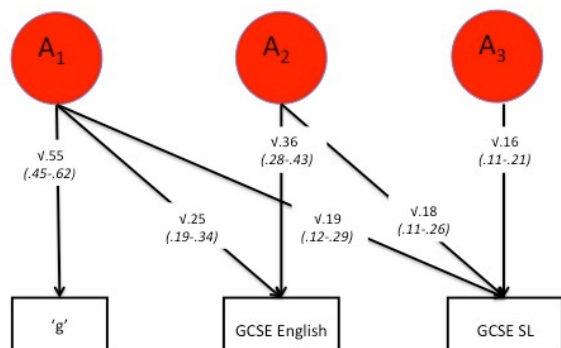 A1
A2
A3
√.55
(.45-.62)
√.36
(.28-.43)
√.16
(.11-.21)
√.25
(.19-.34)
√.19
(.12-.29)
√.18
(.11-.26)
‘g’
GCSE English
GCSE SL